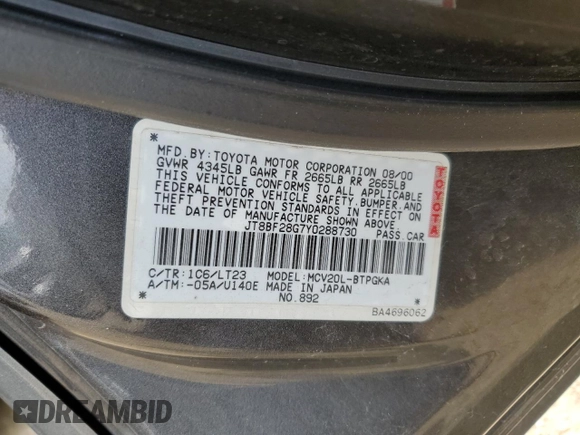 MFD.BY:TOYOTA MOTOR CORPORATION 08/00
GVWR 4345LB GAWR FR 2665LB RR 2665LB
THIS VEHICLE CONFORMS TO ALL APPLICABLE
FEDERAL MOTOR VEHICLE SAFETY,BUMPER,AND
THEFT PREVENTION STANDARDS IN EFFECT ON
THE DATE OF MANUFACTURE SHOWN ABOVE.
JT8BF28G7Y0288730
C/TR:1C6/LT23 MODEL:MCV20L-BTPGKA
A/TM:-05A/U140E MADE IN JAPAN
NO.892
BA4696062
TOYOTA
DREAMBID